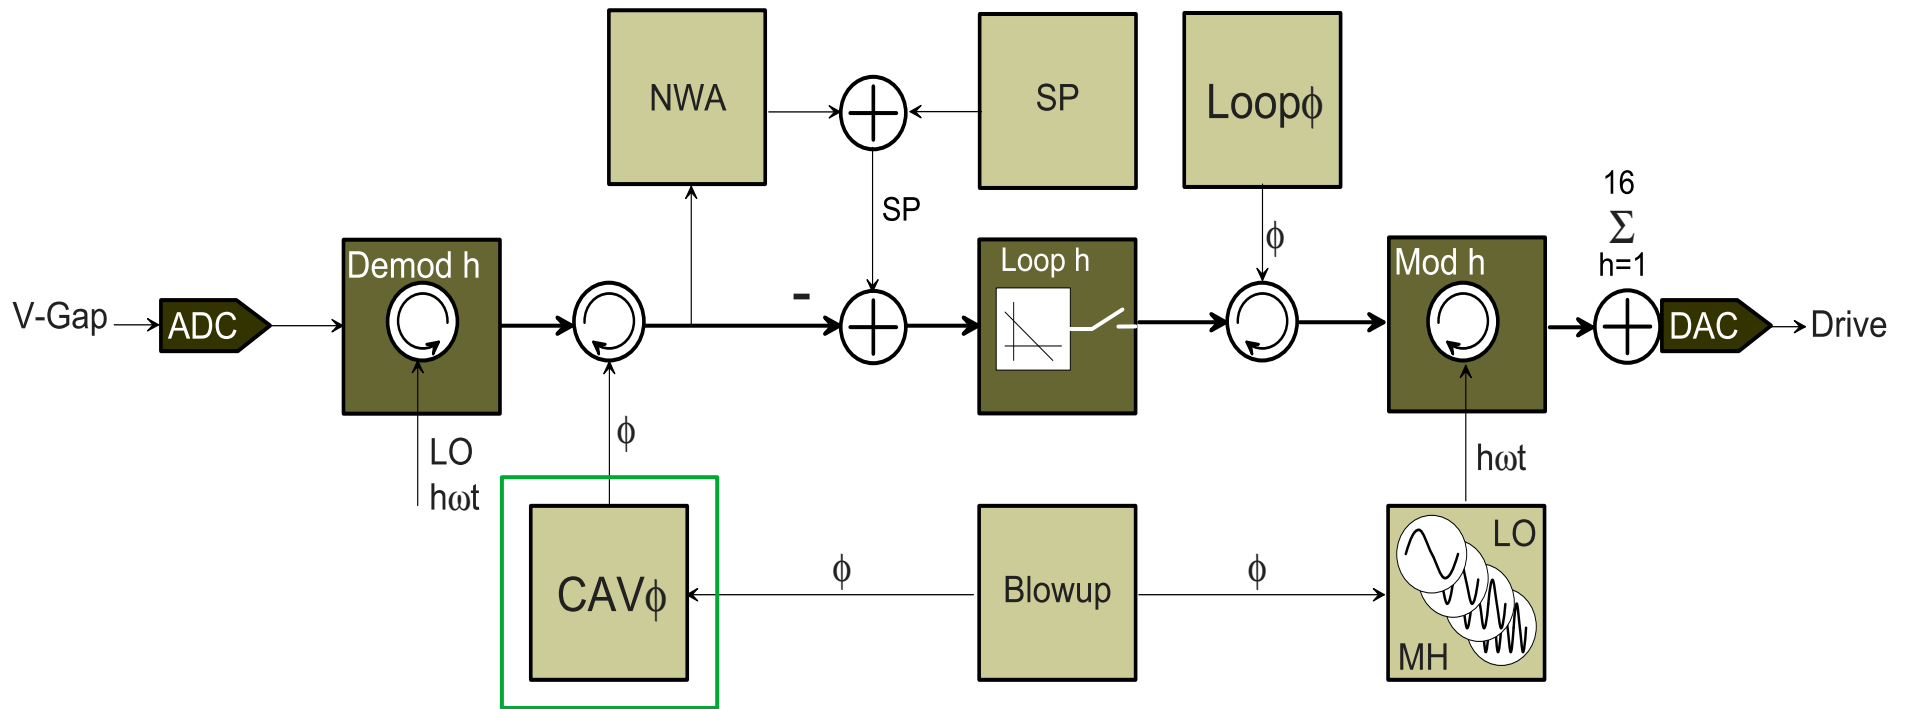 NWA
SP
Loopϕ
16
Σ
h=1
SP
ϕ
Demod h
Loop h
Mod h
-
V-Gap
ADC
DAC
Drive
ϕ
LO
hωt
hωt
CAVϕ
ϕ
Blowup
ϕ
LO
MH